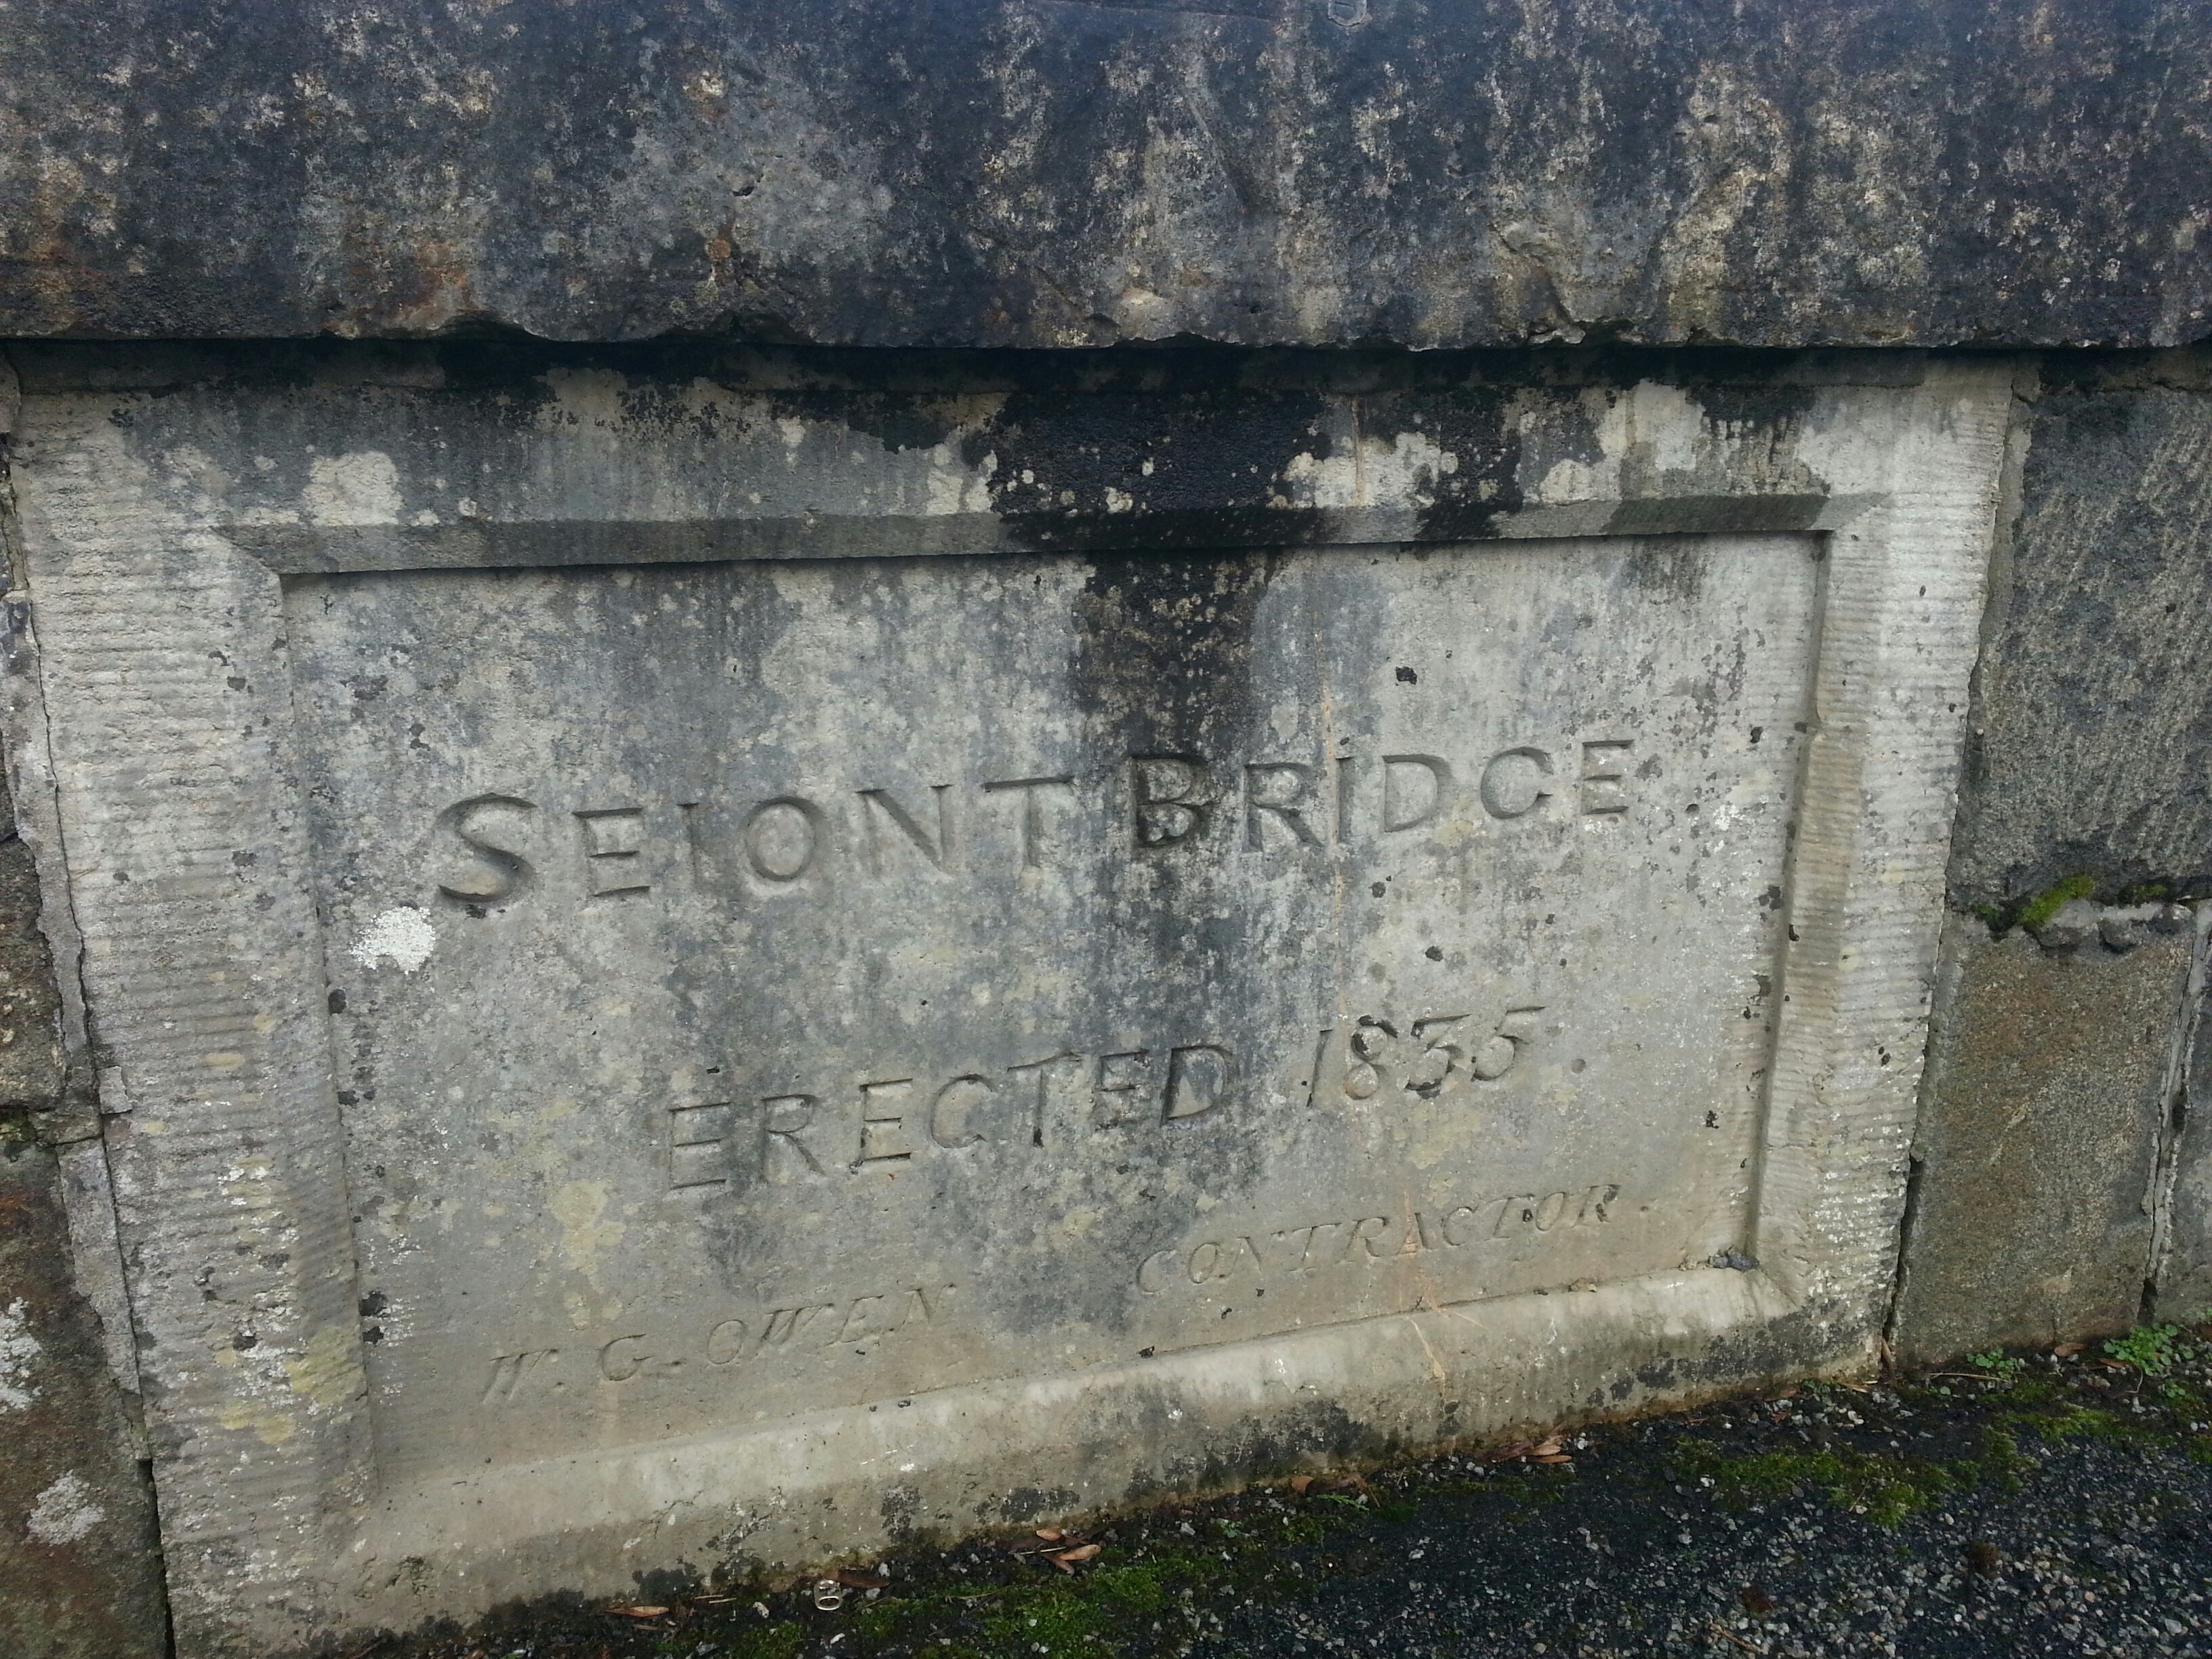 SEIONT BRIDGE
ERECTED 1835
W. G. OWEN CONTRACTOR.